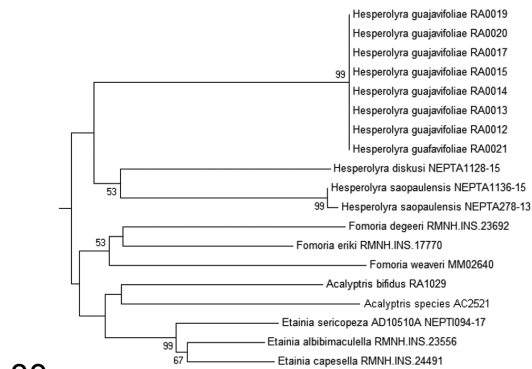 Hesperolyra guajavifoliae RA0019
Hesperolyra guajavifoliae RA0020
Hesperolyra guajavifoliae RA0017
99 Hesperolyra guajavifoliae RA0015
Hesperolyra guajavifoliae RA0014
Hesperolyra guajavifoliae RA0013
Hesperolyra guajavifoliae RA0012
Hesperolyra guafavifoliae RA0021
Hesperolyra diskusi NEPTA1128-15
53
Hesperolyra saopaulensis NEPTA1136-15
99 Hesperolyra saopaulensis NEPTA278-13
Fomoria degeeri RMNH.INS.23692
53
Fomoria eriki RMNH.INS.17770
Fomoria weaveri MM02640
Acalyptris bifidus RA1029
Acalyptris species AC2521
Etainia sericopeza AD10510A NEPTI094-17
99
Etainia albibimaculella RMNH.INS.23556
67
Etainia capesella RMNH.INS.24491